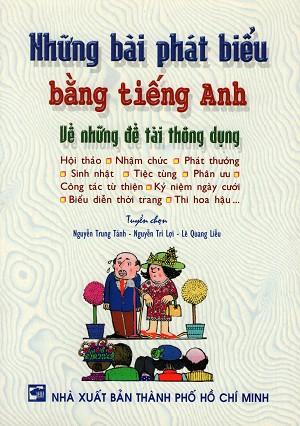 Những bài phát biểu
bằng tiếng Anh
Về những đề tài thông dụng
Hội thảo Nhậm chức Phát thưởng
Sinh nhật Tiệc tùng Phân ưu
Công tác từ thiện Kỷ niệm ngày cưới
Biểu diễn thời trang Thi hoa hậu...
Tuyển chọn
Nguyễn Trung Tánh - Nguyễn Trí Lợi - Lê Quang Liêu
NHÀ XUẤT BẢN THÀNH PHỐ HỒ CHÍ MINH